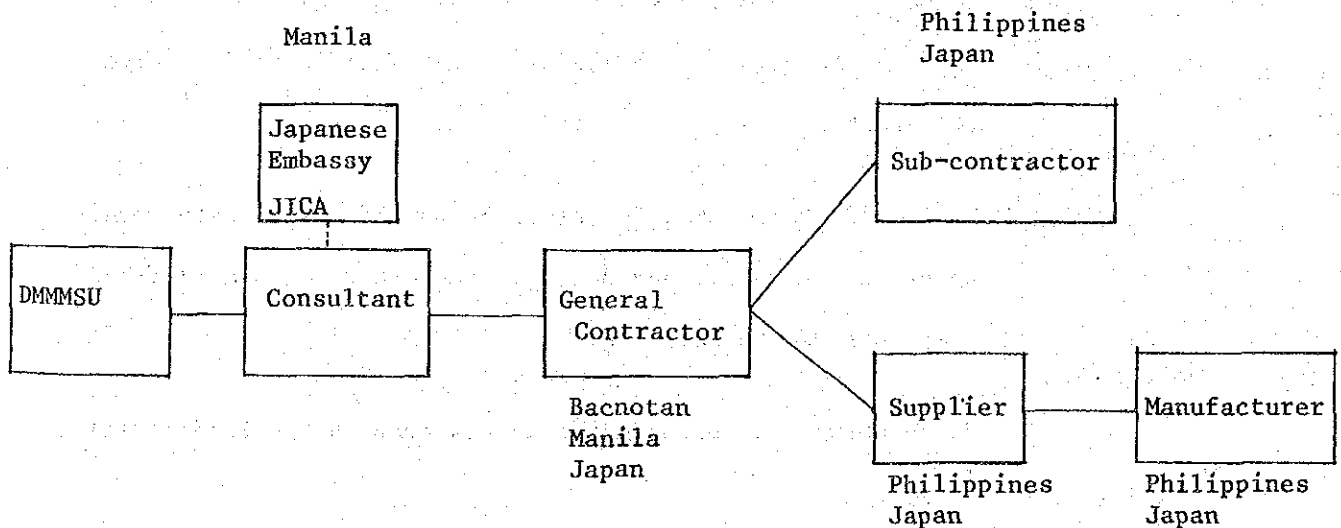 Manila
Philippines
Japan
Japanese
Embassy
JICA
Sub-contractor
DMMMSU
Consultant
General
Contractor
Bacnotan
Manila
Japan
Supplier
Manufacturer
Philippines
Japan
Philippines
Japan